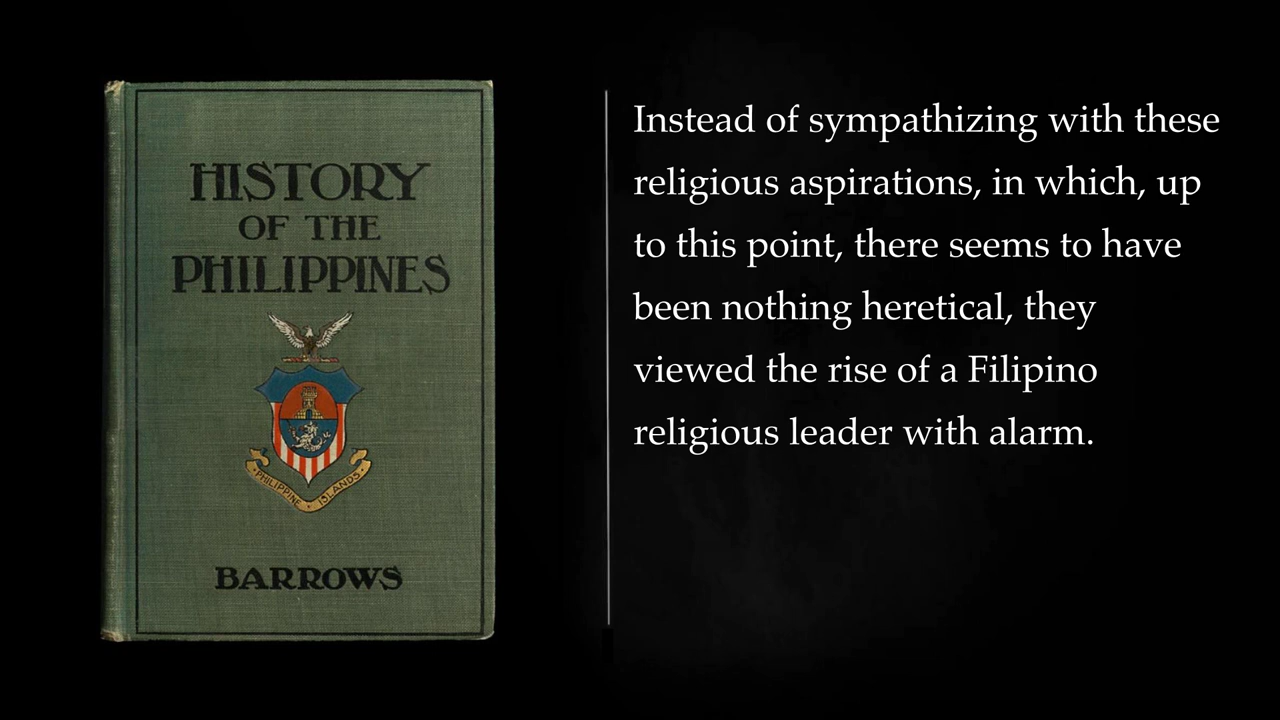 HISTORY
OF THE
PHILIPPINES
PHILIPPINE ISLANDS
BARROWS
Instead of sympathizing with these
religious aspirations, in which, up
to this point, there seems to have
been nothing heretical, they
viewed the rise of a Filipino
religious leader with alarm.